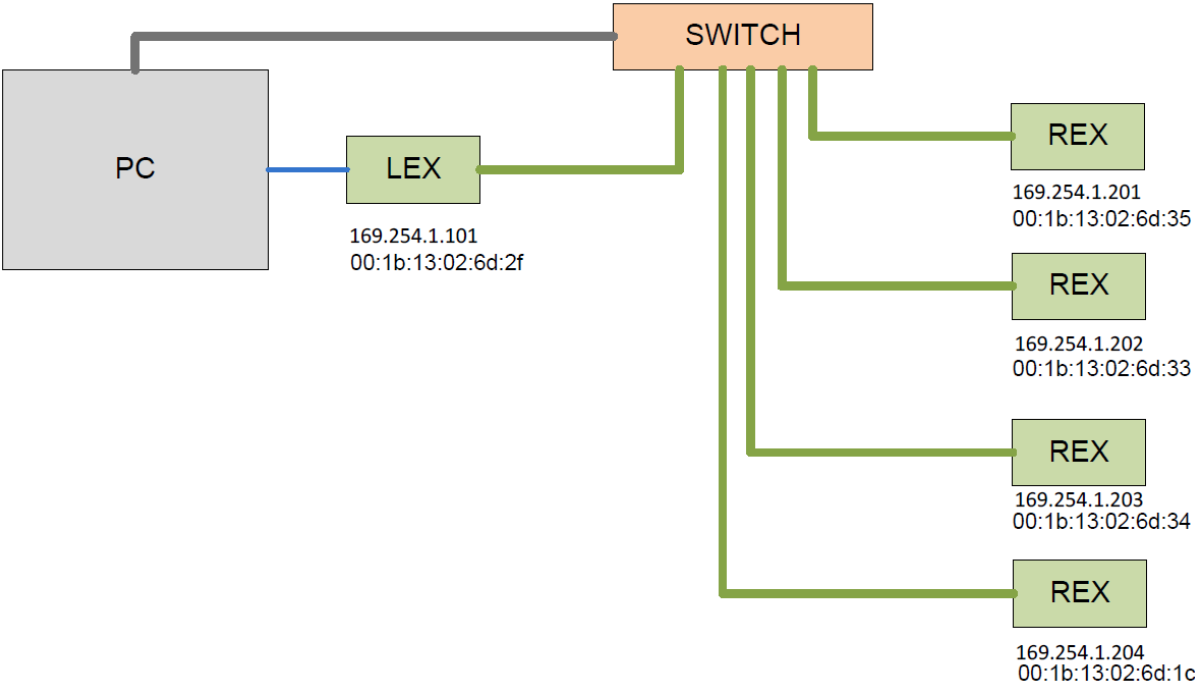 SWITCH
PC
LEX
169.254.1.101
00:1b:13:02:6d:2f
REX
169.254.1.201
00:1b:13:02:6d:35
REX
169.254.1.202
00:1b:13:02:6d:33
REX
169.254.1.203
00:1b:13:02:6d:34
REX
169.254.1.204
00:1b:13:02:6d:1c